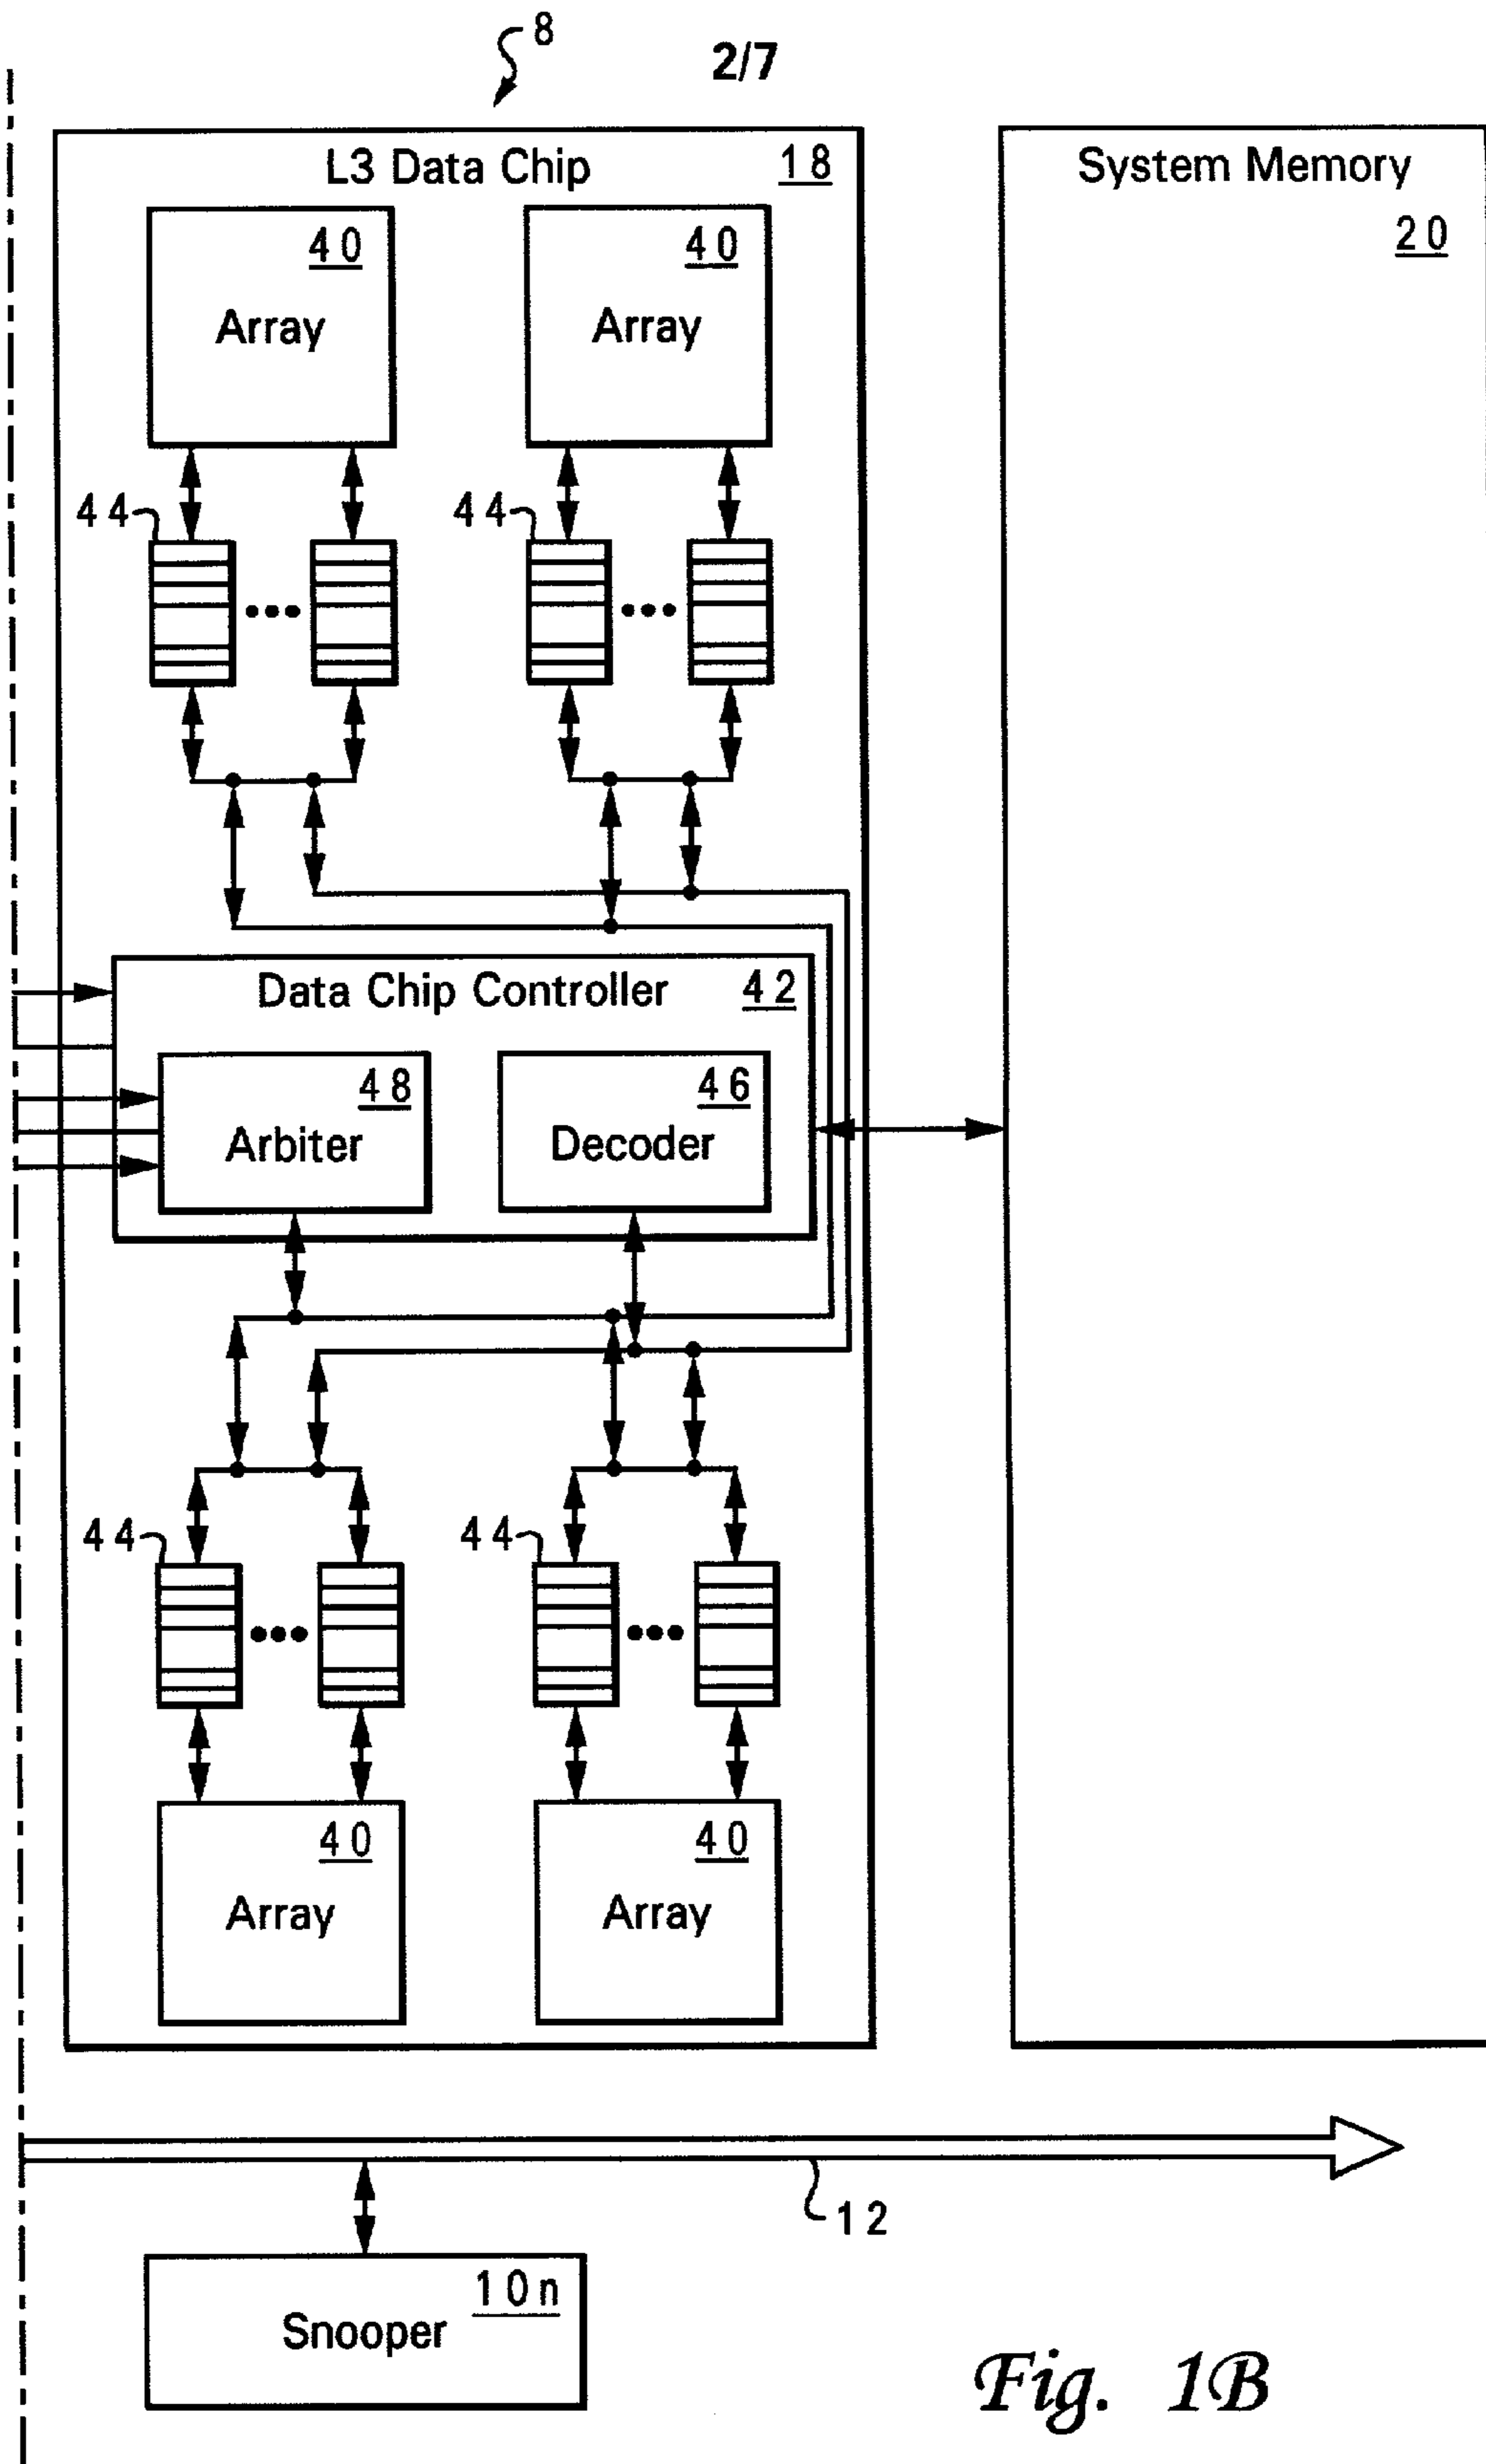 8
2/7
L3 Data Chip 18
System Memory
20
40 40
Array Array
44 44
Data Chip Controller 42
48 46
Arbiter Decoder
44 44
40 40
Array Array
12
10n
Snooper
Fig. 1B